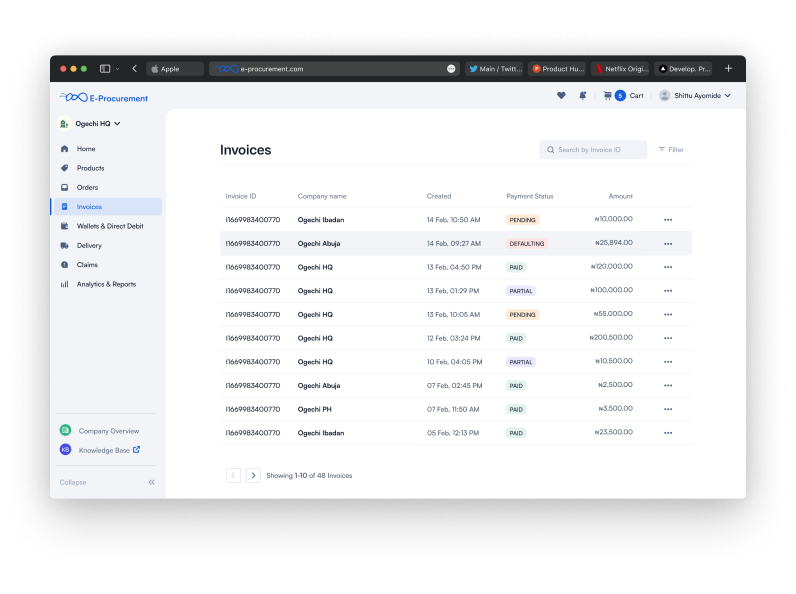 Apple
e-procurement.com
Main / Twitt...
Product Hu...
Netflix Origi...
Develop. Pr...
E-Procurement
5
Cart
Shittu Ayomide
Ogechi HQ
Home
Products
Orders
Invoices
Wallets & Direct Debit
Delivery
Claims
Analytics & Reports
Company Overview
KB
Knowledge Base
Collapse
Invoices
Search by Invoice ID
Filter
Invoice ID Company name Created Payment Status Amount
I1669983400770 Ogechi Ibadan 14 Feb, 10:50 AM PENDING ₦10,000.00
I1669983400770 Ogechi Abuja 14 Feb, 09:27 AM DEFAULTING ₦25,894.00
I1669983400770 Ogechi HQ 13 Feb, 04:50 PM PAID ₦120,000.00
I1669983400770 Ogechi HQ 13 Feb, 01:29 PM PARTIAL ₦100,000.00
I1669983400770 Ogechi HQ 13 Feb, 10:05 AM PENDING ₦55,000.00
I1669983400770 Ogechi HQ 12 Feb, 03:24 PM PAID ₦200,500.00
I1669983400770 Ogechi HQ 10 Feb, 04:05 PM PARTIAL ₦10,500.00
I1669983400770 Ogechi Abuja 07 Feb, 02:45 PM PAID ₦2,500.00
I1669983400770 Ogechi PH 07 Feb, 11:50 AM PAID ₦3,500.00
I1669983400770 Ogechi Ibadan 05 Feb, 12:13 PM PAID ₦23,500.00
Showing 1-10 of 48 Invoices